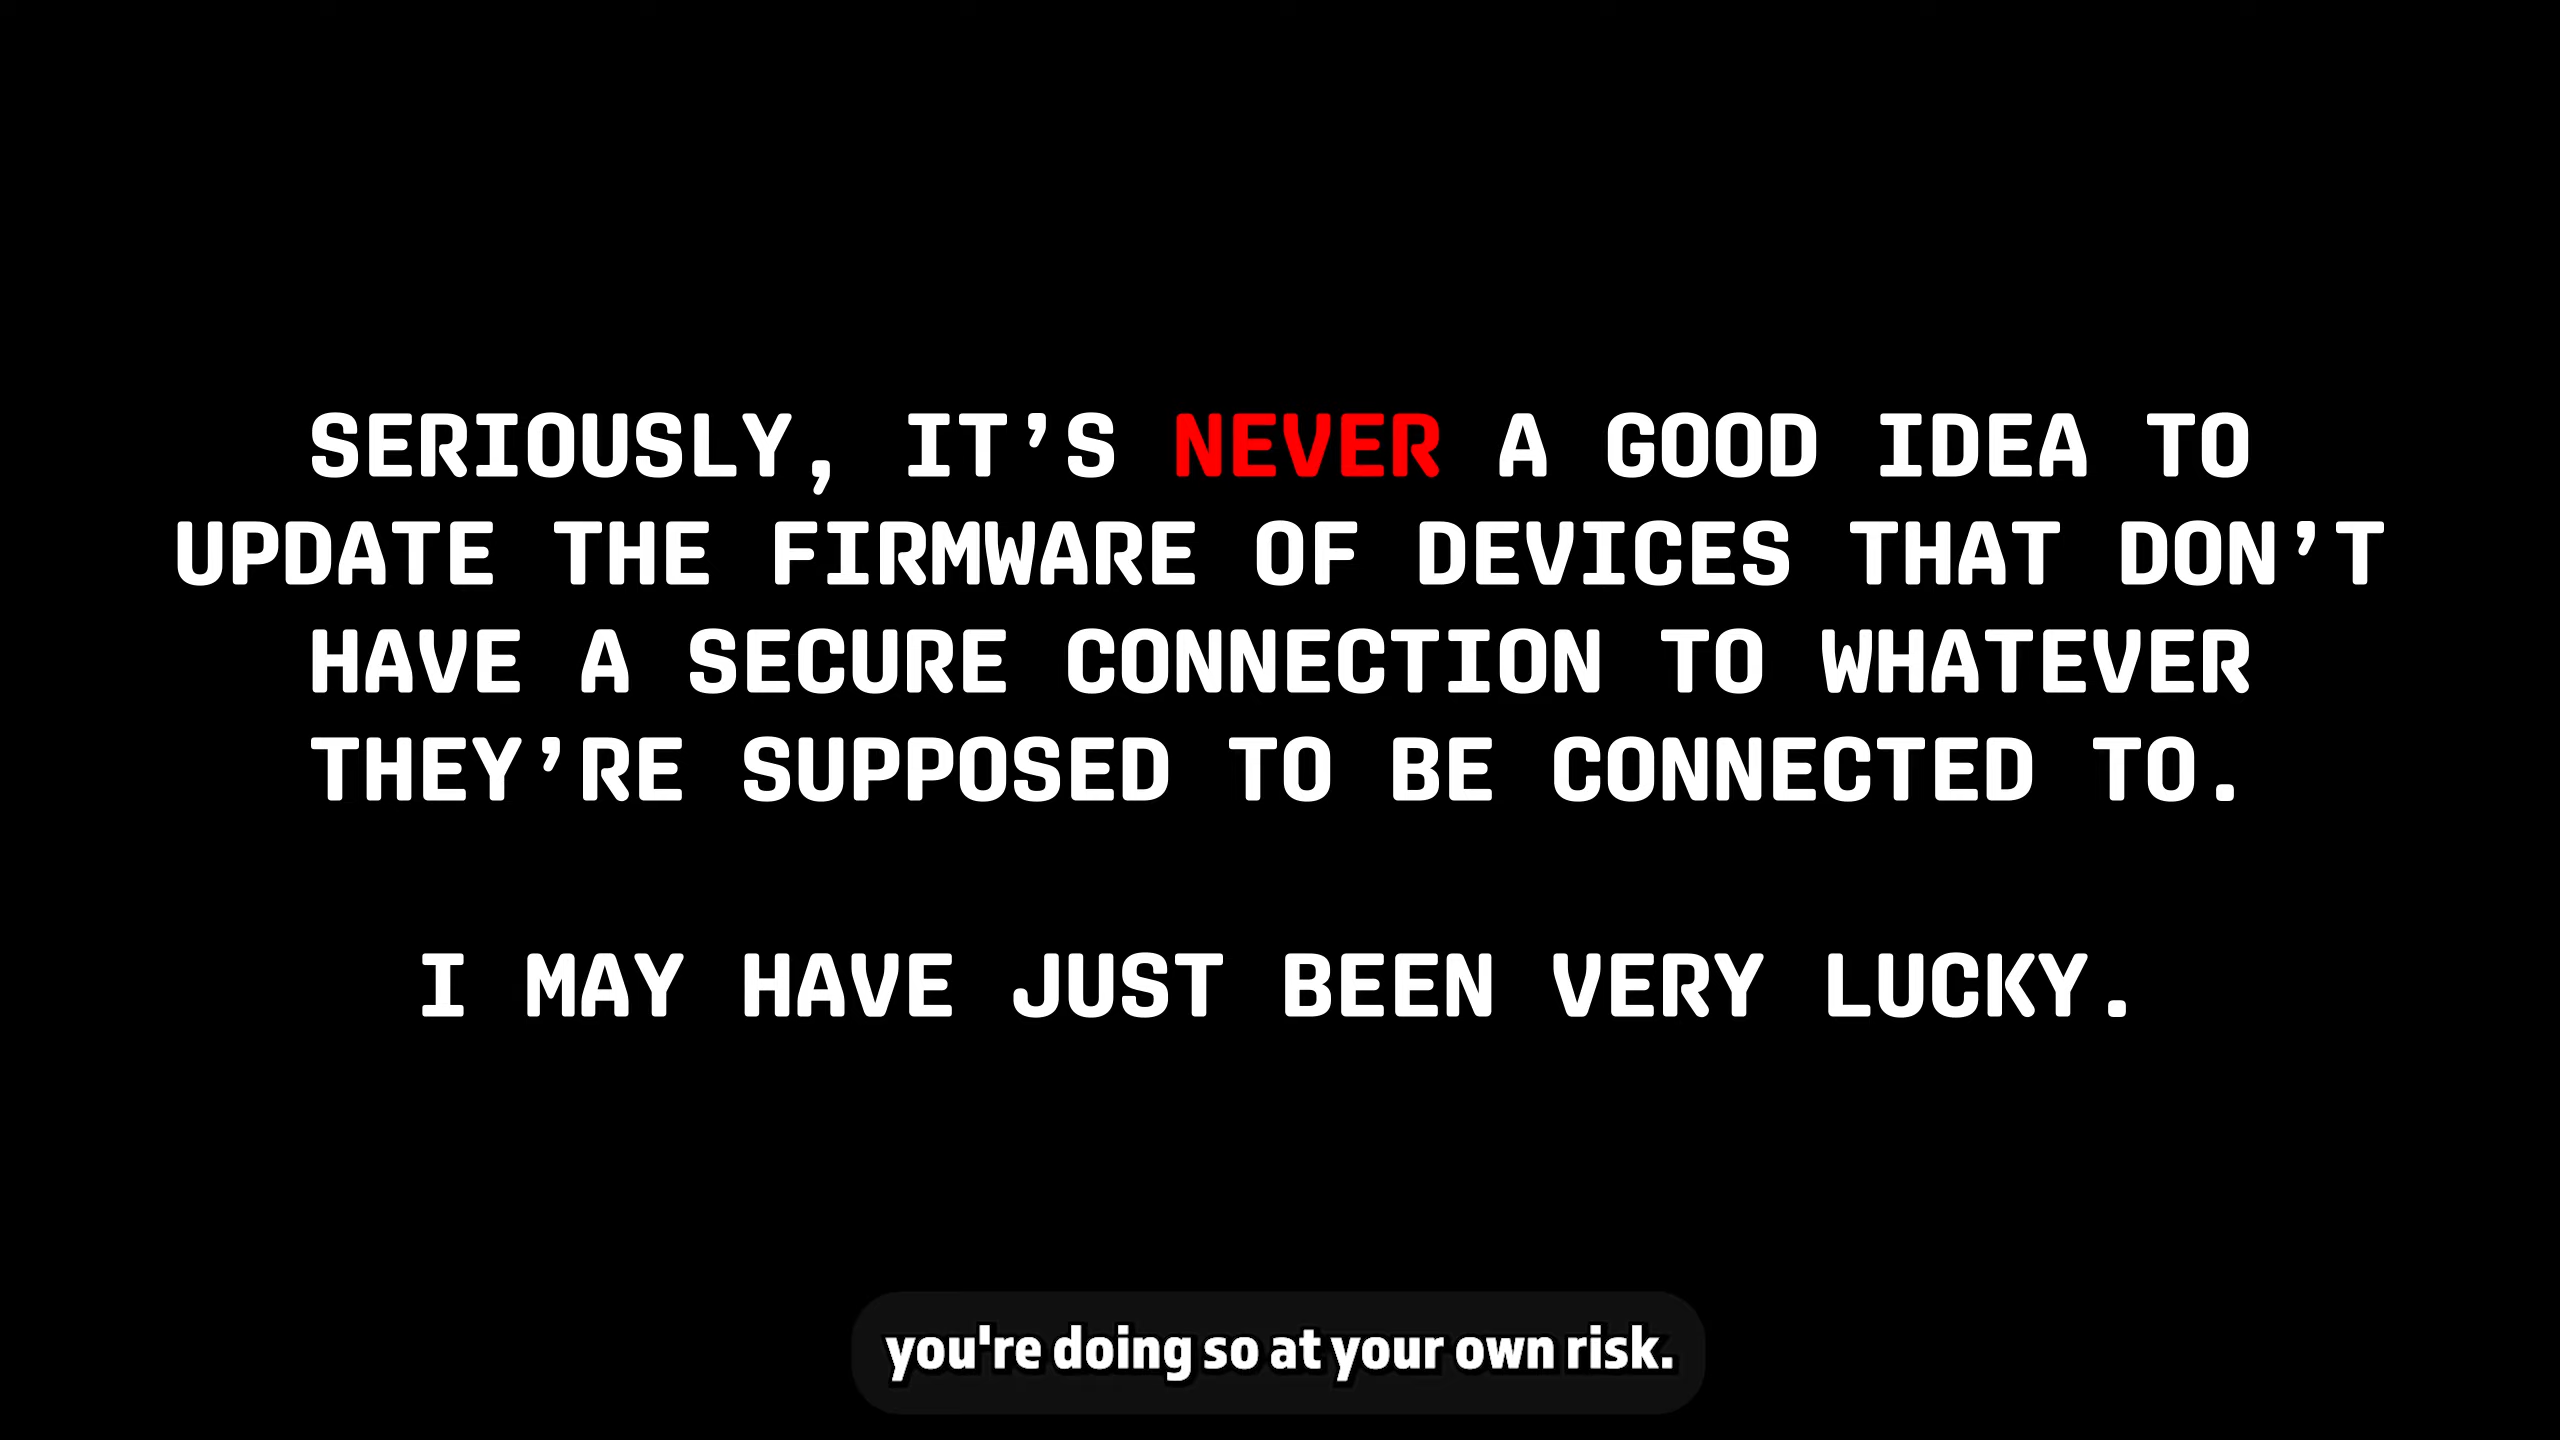 SERIOUSLY, IT’S NEVER A GOOD IDEA TO
UPDATE THE FIRMWARE OF DEVICES THAT DON’T
HAVE A SECURE CONNECTION TO WHATEVER
THEY’RE SUPPOSED TO BE CONNECTED TO.
I MAY HAVE JUST BEEN VERY LUCKY.
you're doing so at your own risk.